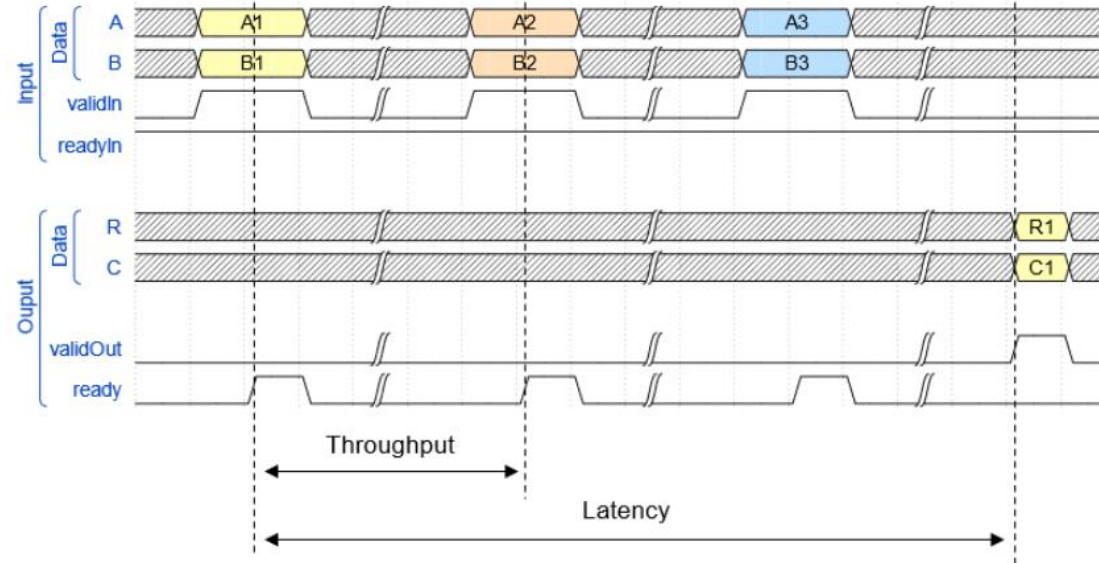 Input
Data
A
A1
A2
A3
B
B1
B2
B3
validIn
readyIn
Ouput
Data
R
R1
C
C1
validOut
ready
Throughput
Latency